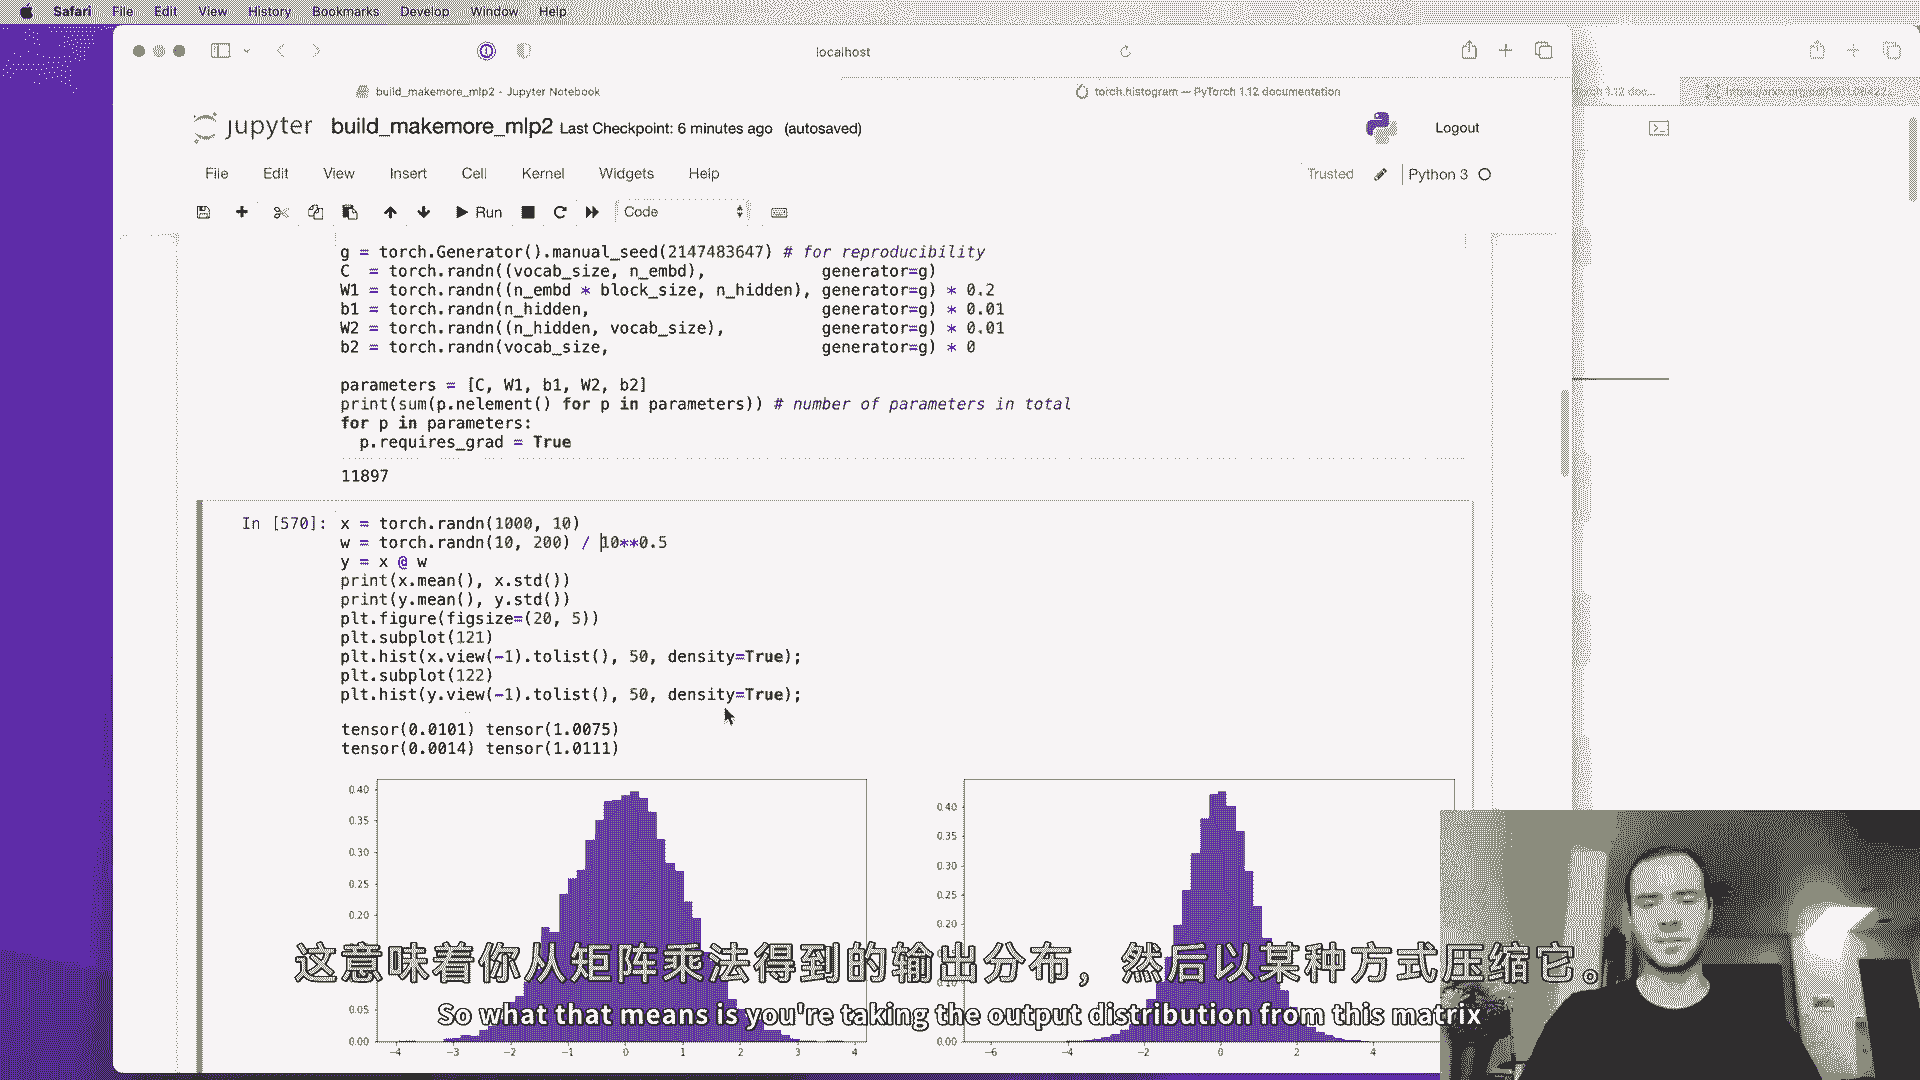 Safari File Edit View History Bookmarks Develop Window Help
localhost
build_makemore_mlp2 - Jupyter Notebook
torch.histogram — PyTorch 1.12 documentation
jupyter build_makemore_mlp2 Last Checkpoint: 6 minutes ago (autosaved)
Logout
File Edit View Insert Cell Kernel Widgets Help
Trusted
Python 3
Run
Code
g = torch.Generator().manual_seed(2147483647) # for reproducibility
C = torch.randn((vocab_size, n_embd), generator=g)
W1 = torch.randn((n_embd * block_size, n_hidden), generator=g) * 0.2
b1 = torch.randn(n_hidden, generator=g) * 0.01
W2 = torch.randn((n_hidden, vocab_size), generator=g) * 0.01
b2 = torch.randn(vocab_size, generator=g) * 0
parameters = [C, W1, b1, W2, b2]
print(sum(p.nelement() for p in parameters)) # number of parameters in total
for p in parameters:
p.requires_grad = True
11897
In [570]: x = torch.randn(1000, 10)
w = torch.randn(10, 200) / 10**0.5
y = x @ w
print(x.mean(), x.std())
print(y.mean(), y.std())
plt.figure(figsize=(20, 5))
plt.subplot(121)
plt.hist(x.view(-1).tolist(), 50, density=True);
plt.subplot(122)
plt.hist(y.view(-1).tolist(), 50, density=True);
tensor(0.0101) tensor(1.0075)
tensor(0.0014) tensor(1.0111)
0.40
0.35
0.30
0.25
0.20
0.05
0.00
-4 -3 -2 -1 0 1 2 3 4
0.40
0.35
0.30
0.25
0.20
0.05
0.00
-6 -4 -2 0 2 4
这意味着你从矩阵乘法得到的输出分布，然后以某种方式压缩它。
So what that means is you're taking the output distribution from this matrix